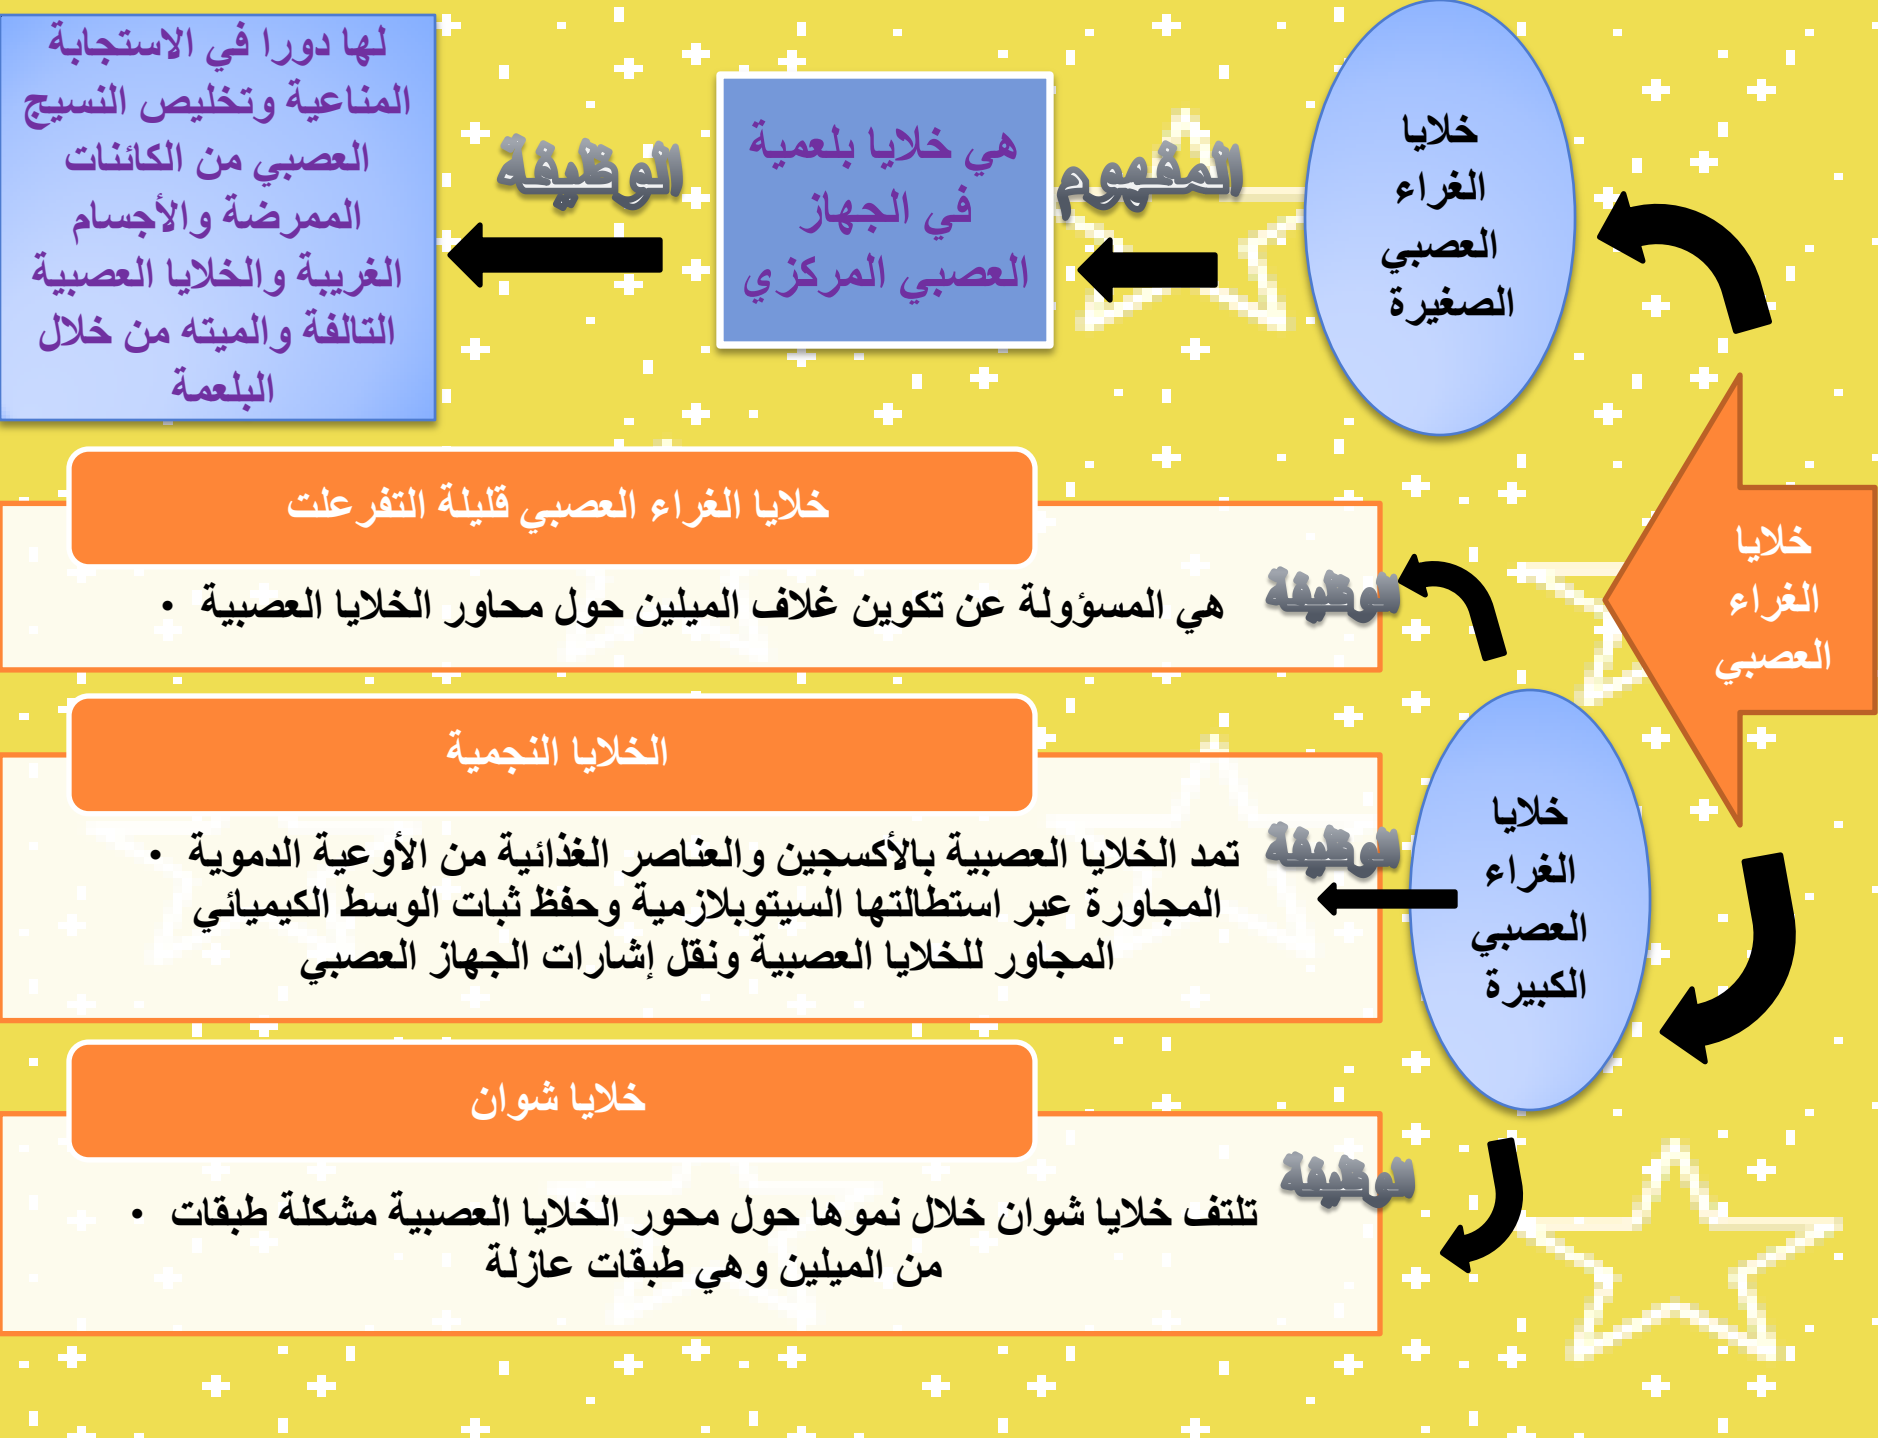 خلايا
الغراء
العصبي
خلايا
الغراء
العصبي
الصغيرة
المفهوم
هي خلايا بلعمية
في الجهاز
العصبي المركزي
الوظيفة
لها دورا في الاستجابة
المناعية وتخليص النسيج
العصبي من الكائنات
الممرضة والأجسام
الغريبة والخلايا العصبية
التالفة والميته من خلال
البلعمة
خلايا
الغراء
العصبي
الكبيرة
خلايا الغراء العصبي قليلة التفرعلت
الوظيفة
هي المسؤولة عن تكوين غلاف الميلين حول محاور الخلايا العصبية •
الخلايا النجمية
الوظيفة
تمد الخلايا العصبية بالأكسجين والعناصر الغذائية من الأوعية الدموية •
المجاورة عبر استطالتها السيتوبلازمية وحفظ ثبات الوسط الكيميائي
المجاور للخلايا العصبية ونقل إشارات الجهاز العصبي
خلايا شوان
الوظيفة
تلتف خلايا شوان خلال نموها حول محور الخلايا العصبية مشكلة طبقات •
من الميلين وهي طبقات عازلة